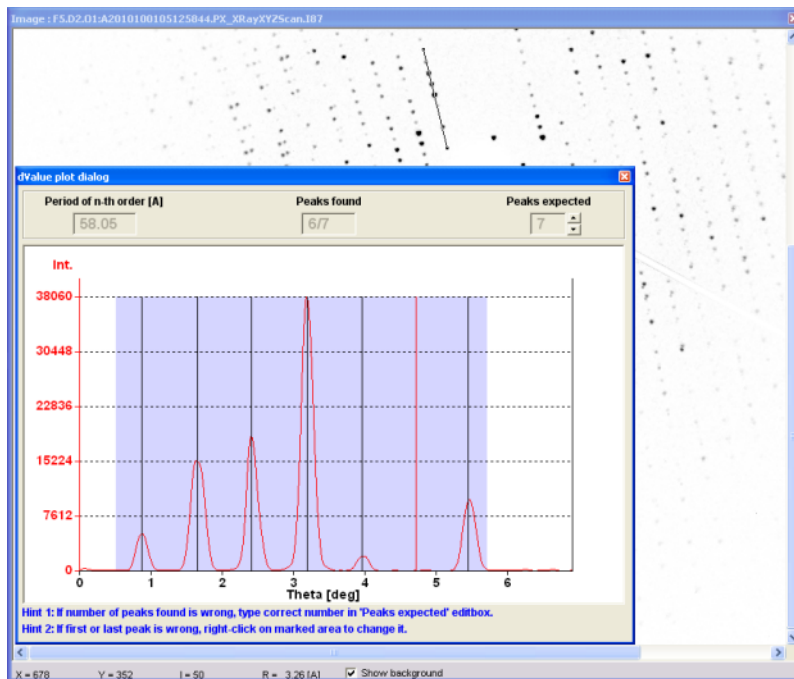 Image : F5.D2.O1:A2010100105125844.PX_XRayXYZScan.I87
dValue plot dialog
Period of n-th order [A] Peaks found Peaks expected
58.05 6/7 7
Int.
38060
30448
22836
15224
7612
0
0 1 2 3 4 5 6
Theta [deg]
Hint 1: If number of peaks found is wrong, type correct number in 'Peaks expected' editbox.
Hint 2: If first or last peak is wrong, right-click on marked area to change it.
X = 678 Y = 352 I = 50 R = 3.26 [A] Show background